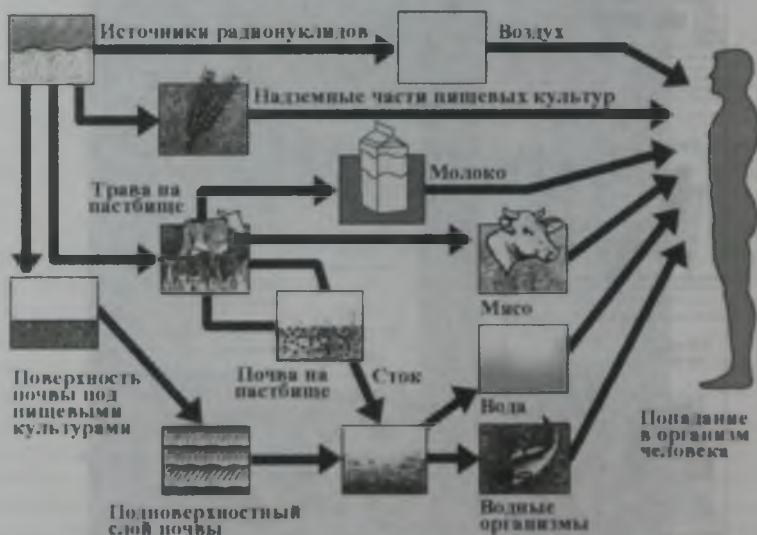 Источники радионуклидов
Воздух
Надземные части пищевых культур
Трава на
пастбище
Молоко
Мясо
Поверхность
почвы под
пищевыми
культурами
Почва на
пастбище
Сток
Вода
Попадание
в организм
человека
Подповерхностный
слой почвы
Водные
организмы